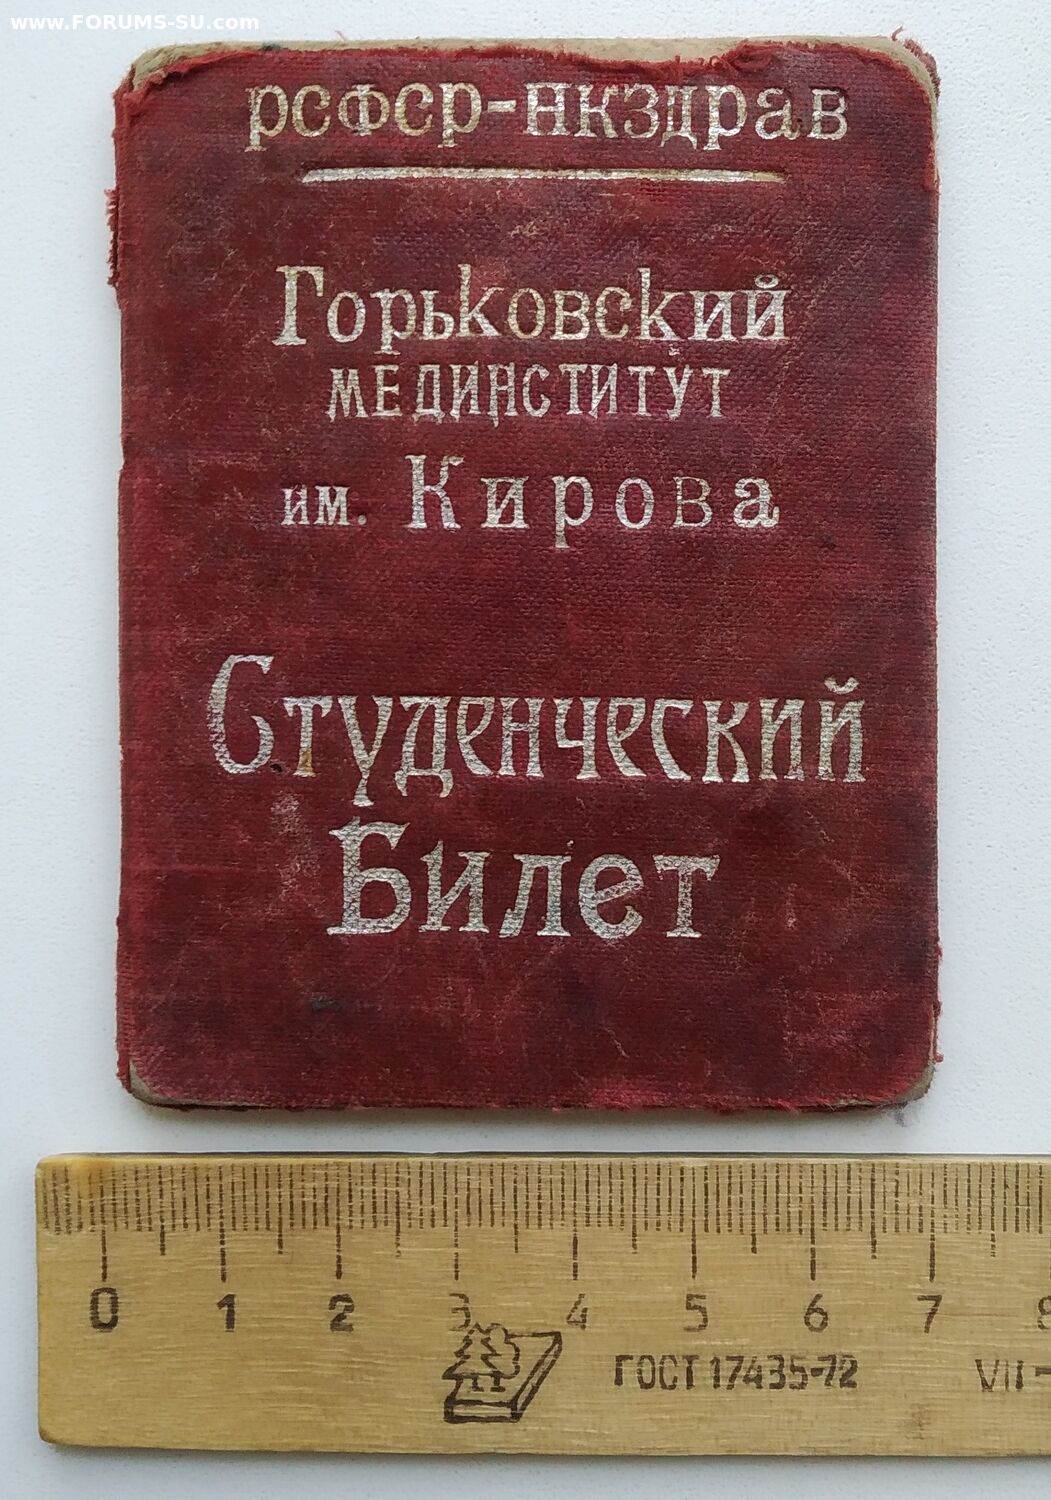 www.FORUMS-SU.com
РСФСР-НКЗДРАВ
Горьковский
МЕДИНСТИТУТ
им. Кирова
Студенческий
Билет
0 1 2 3 4 5 6 7 8
ГОСТ 17435-72 VII-